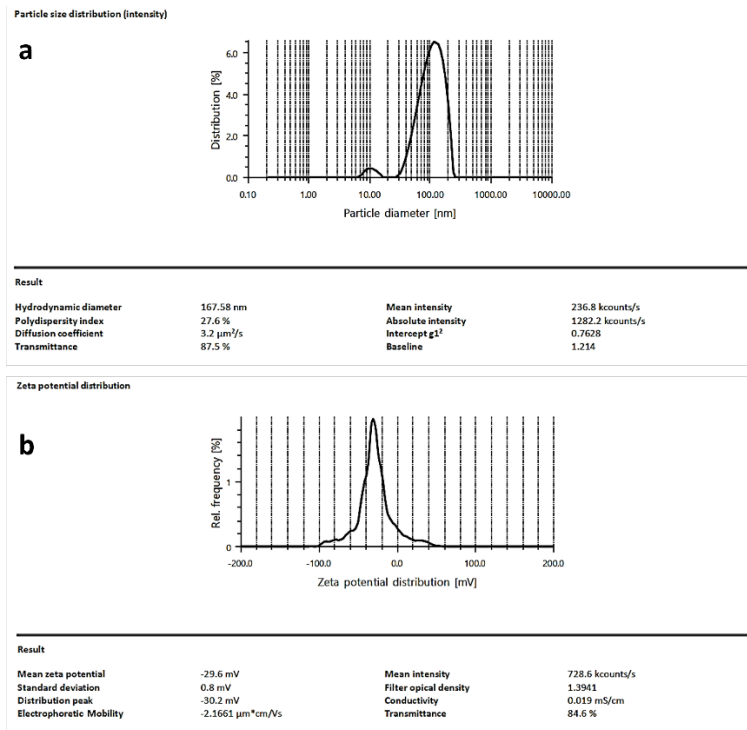 Particle size distribution (intensity)
a
6.0
4.0
2.0
0.0
Distribution [%]
0.10 1.00 10.00 100.00 1000.00 10000.00
Particle diameter [nm]
Result
Hydrodynamic diameter 167.58 nm Mean intensity 236.8 kcounts/s
Polydispersity index 27.6 % Absolute intensity 1282.2 kcounts/s
Diffusion coefficient 3.2 µm²/s Intercept g1² 0.7628
Transmittance 87.5 % Baseline 1.214
Zeta potential distribution
b
1
0
Rel. frequency [%]
-200.0 -100.0 0.0 100.0 200.0
Zeta potential distribution [mV]
Result
Mean zeta potential -29.6 mV Mean intensity 728.6 kcounts/s
Standard deviation 0.8 mV Filter opical density 1.3941
Distribution peak -30.2 mV Conductivity 0.019 mS/cm
Electrophoretic Mobility -2.1661 µm*cm/Vs Transmittance 84.6 %